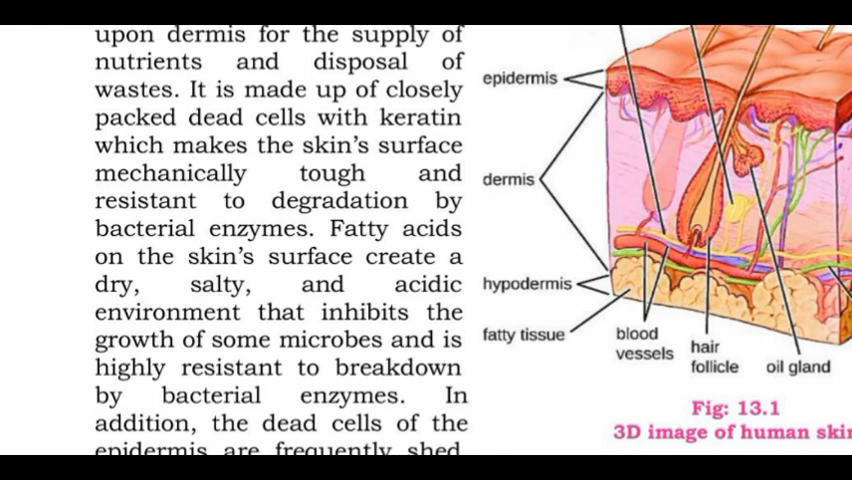 upon dermis for the supply of
nutrients and disposal of
wastes. It is made up of closely
packed dead cells with keratin
which makes the skin's surface
mechanically tough and
resistant to degradation by
bacterial enzymes. Fatty acids
on the skin's surface create a
dry, salty, and acidic
environment that inhibits the
growth of some microbes and is
highly resistant to breakdown
by bacterial enzymes. In
addition, the dead cells of the
epidermis are frequently shed
epidermis
dermis
hypodermis
fatty tissue
blood
vessels
hair
follicle
oil gland
Fig: 13.1
3D image of human skin